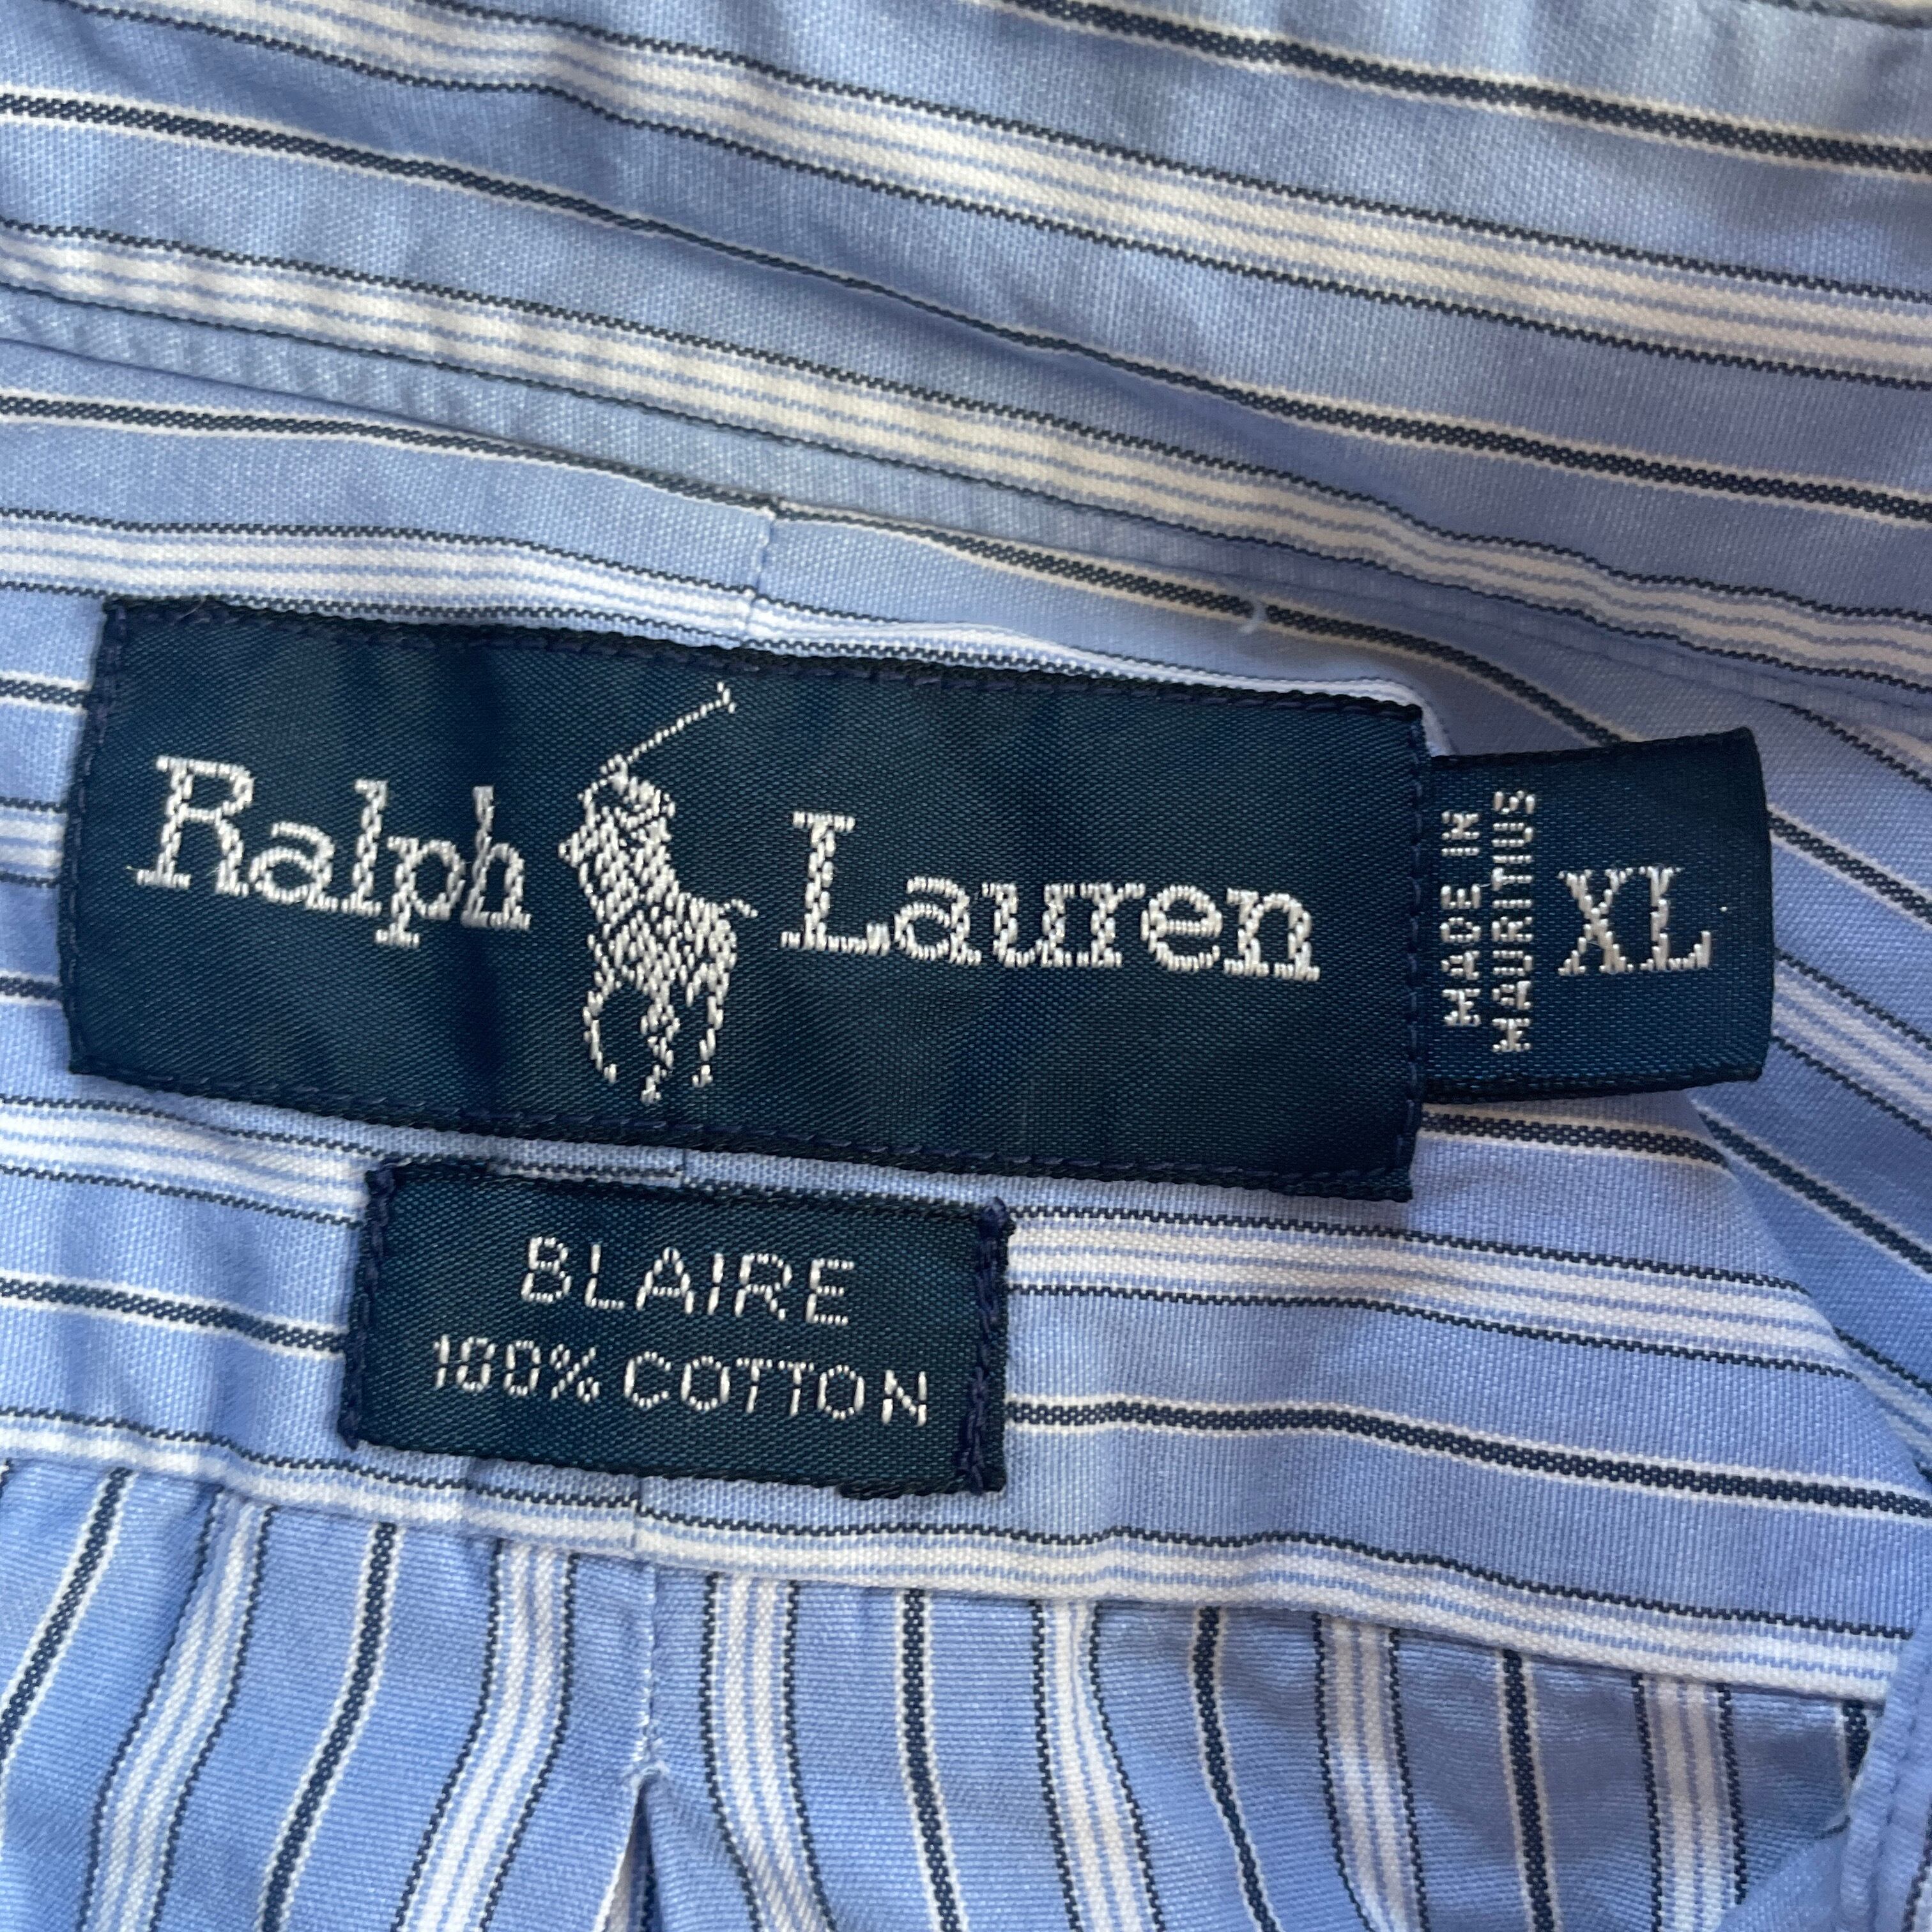 Ralph Lauren
MADE IN
MAURITIUS
XL
BLAIRE
100% COTTON